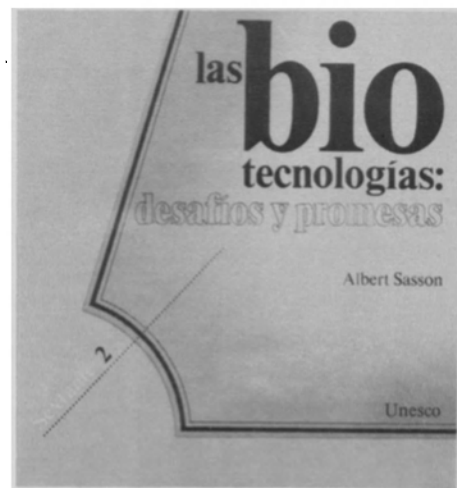 las bio
tecnologías:
desafíos y promesas
Albert Sasson
2
Unesco